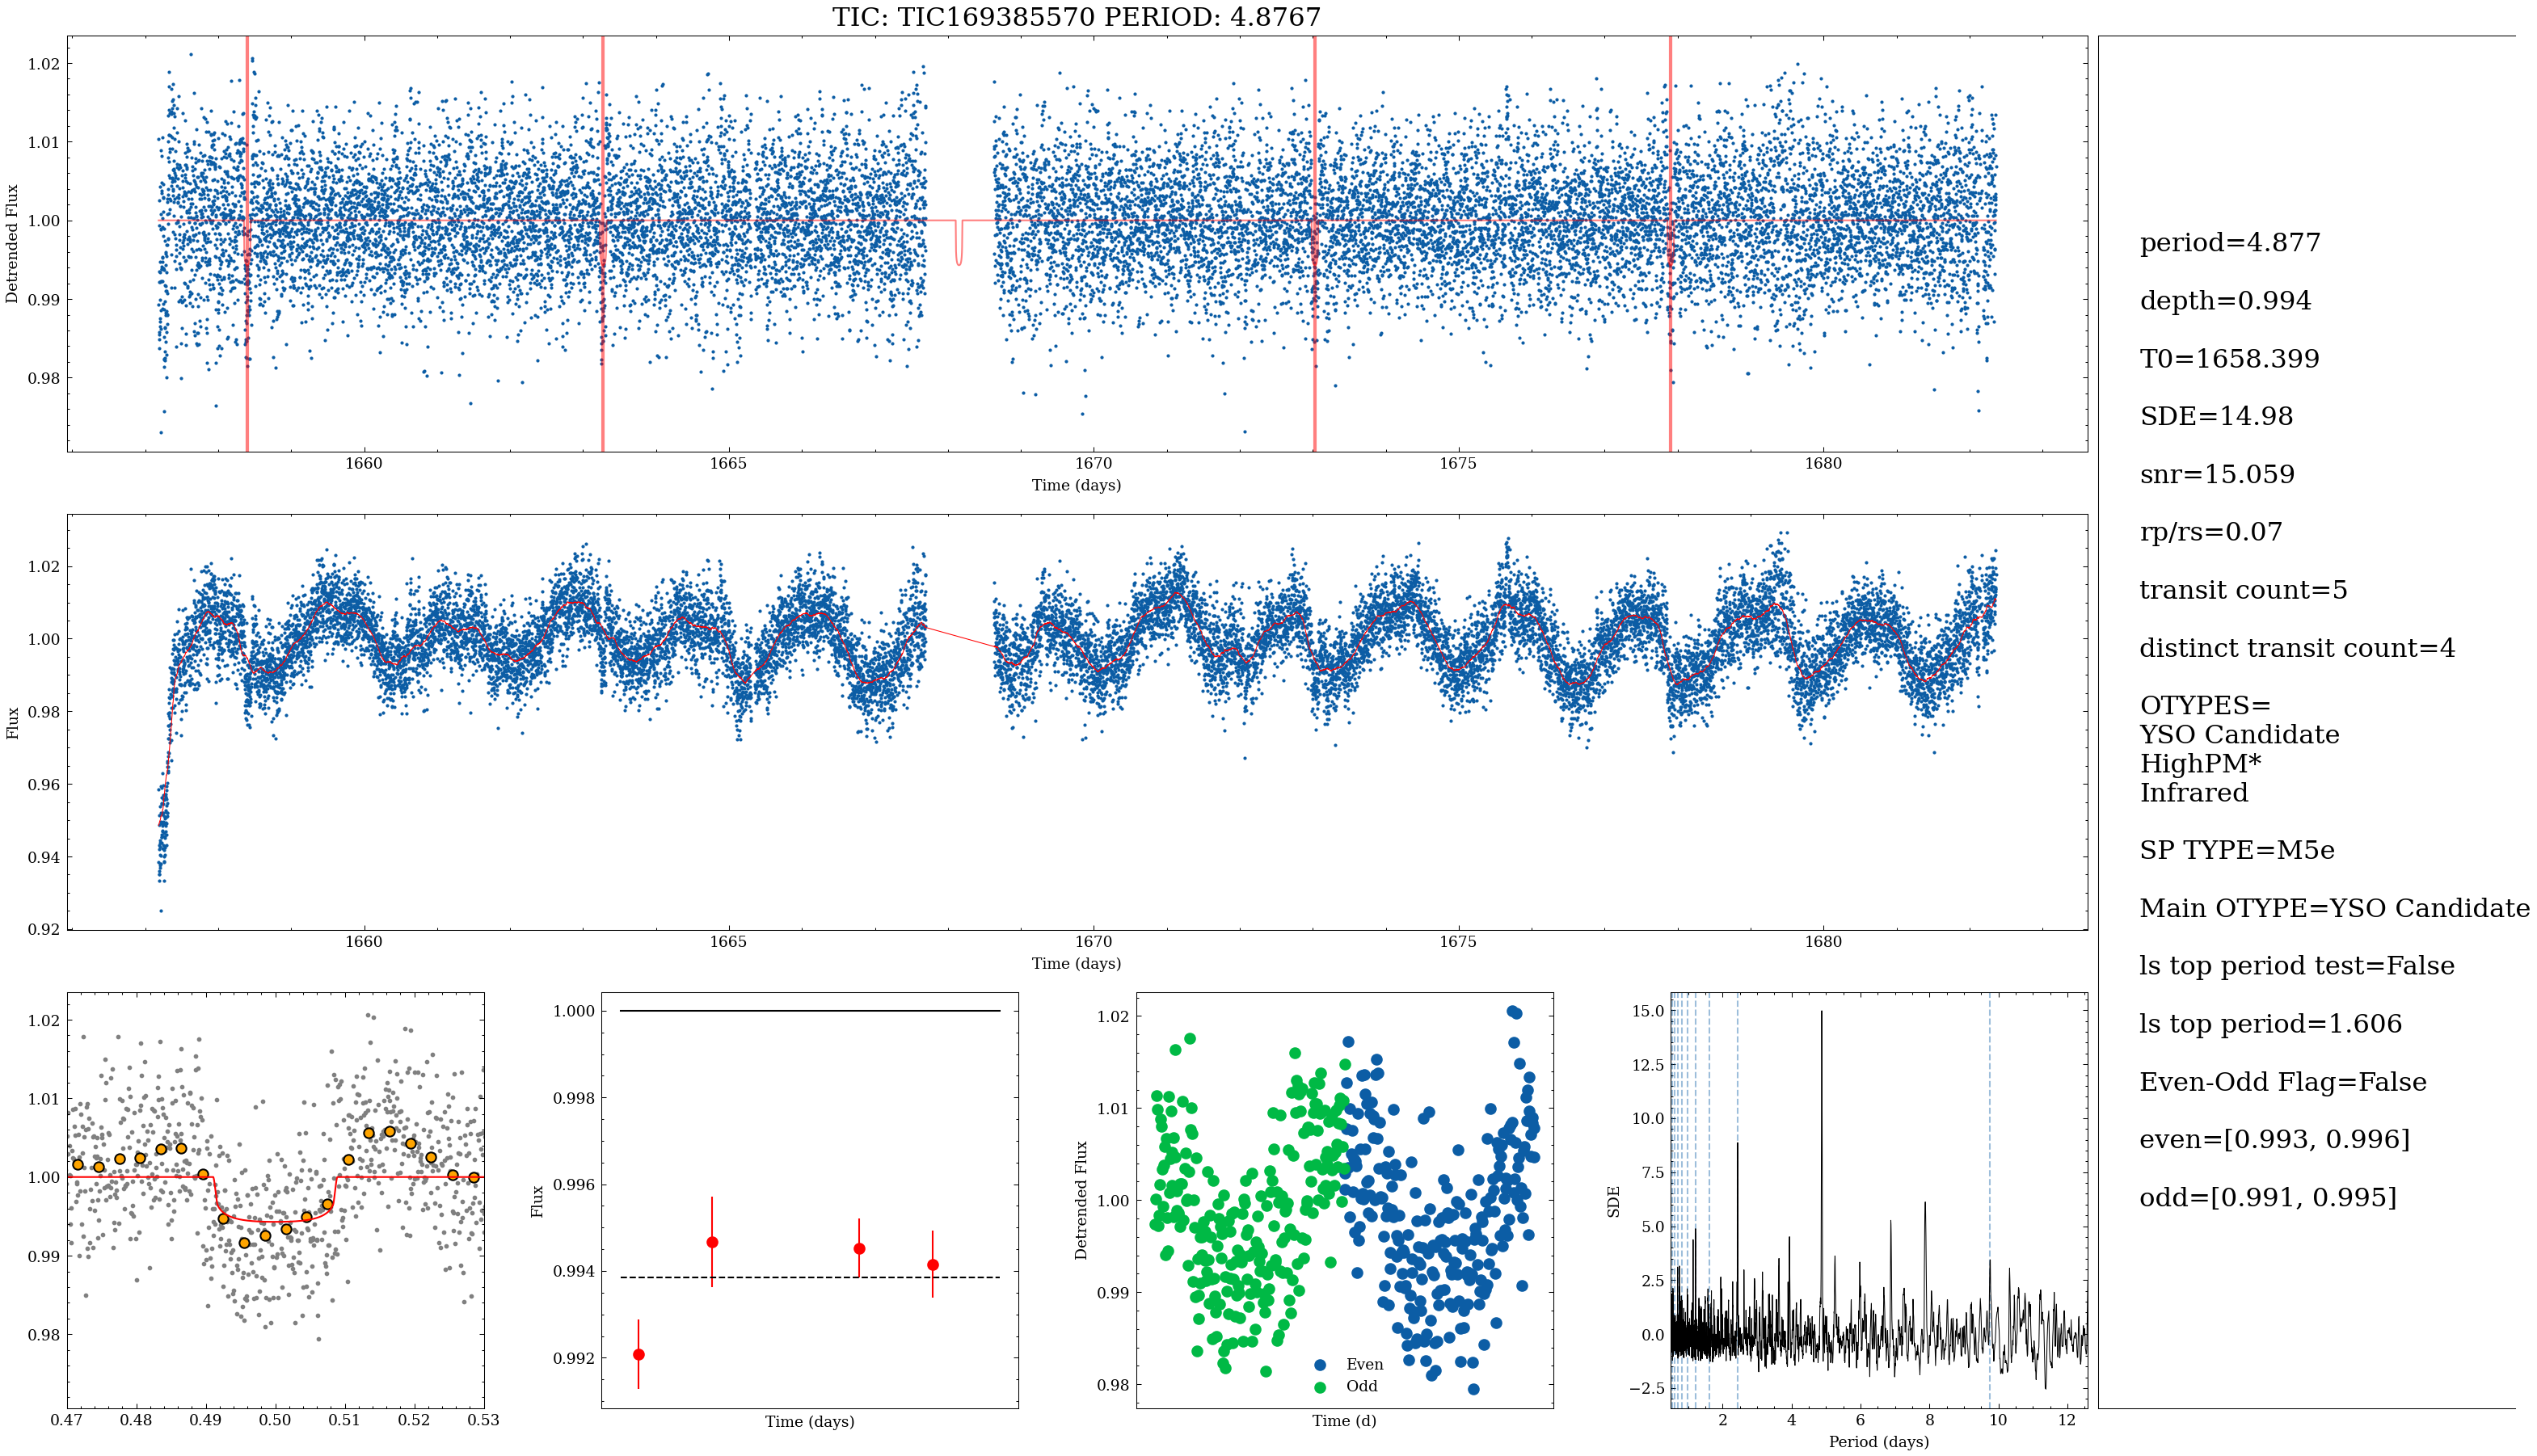 TIC: TIC169385570 PERIOD: 4.8767
1.02
1.01
1.00
0.99
0.98
Detrended Flux
1660
1665
1670
1675
1680
Time (days)
period=4.877
depth=0.994
T0=1658.399
SDE=14.98
snr=15.059
rp/rs=0.07
transit count=5
distinct transit count=4
OTYPES=
YSO Candidate
HighPM*
Infrared
SP TYPE=M5e
Main OTYPE=YSO Candidate
ls top period test=False
ls top period=1.606
Even-Odd Flag=False
even=[0.993, 0.996]
odd=[0.991, 0.995]
1.02
1.00
0.98
0.96
0.94
0.92
Flux
1660
1665
1670
1675
1680
Time (days)
1.02
1.01
1.00
0.99
0.98
0.47 0.48 0.49 0.50 0.51 0.52 0.53
1.000
0.998
0.996
0.994
0.992
Flux
Time (days)
1.02
1.01
1.00
0.99
0.98
Detrended Flux
Even
Odd
Time (d)
15.0
12.5
10.0
7.5
5.0
2.5
0.0
−2.5
SDE
2 4 6 8 10 12
Period (days)